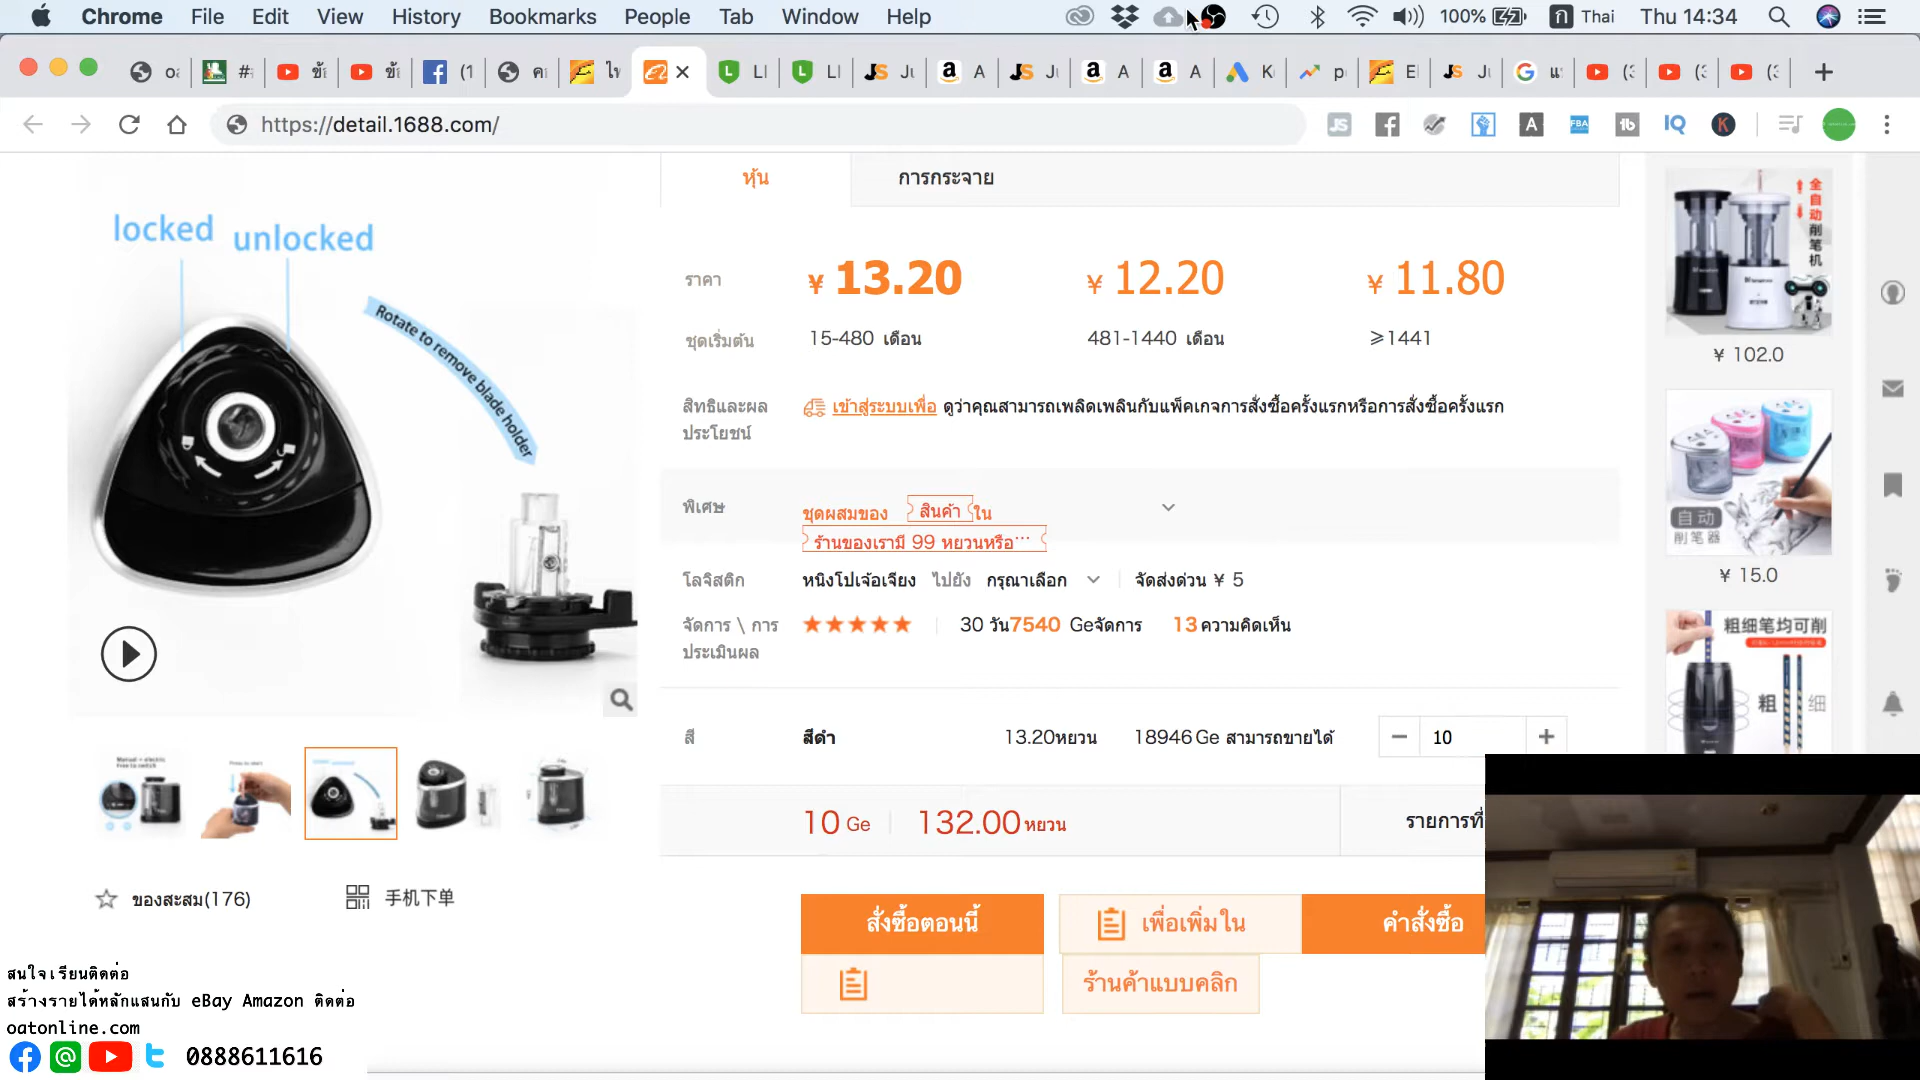 Chrome File Edit View History Bookmarks People Tab Window Help 100% ก Thai Thu 14:34
https://detail.1688.com/
locked
unlocked
Rotate to remove blade holder
หุ้น
การกระจาย
ราคา
¥ 13.20
¥ 12.20
¥ 11.80
ชุดเริ่มต้น
15-480 เดือน
481-1440 เดือน
≥1441
สิทธิและผล
ประโยชน์
เข้าสู่ระบบเพื่อ ดูว่าคุณสามารถเพลิดเพลินกับแพ็คเกจการสั่งซื้อครั้งแรกหรือการสั่งซื้อครั้งแรก
พิเศษ
ชุดผสมของ สินค้า ใน
ร้านของเรามี 99 หยวนหรือ...
โลจิสติก
หนิงโปเจ้อเจียง ไปยัง กรุณาเลือก
จัดส่งด่วน ¥ 5
จัดการ \ การ
ประเมินผล
30 วัน7540 Geจัดการ
13 ความคิดเห็น
สี
สีดำ
13.20หยวน
18946 Ge สามารถขายได้
10
10 Ge
132.00 หยวน
รายการที่
สั่งซื้อตอนนี้
เพื่อเพิ่มใน
คำสั่งซื้อ
ร้านค้าแบบคลิก
ของสะสม(176)
手机下单
全自动削笔机
¥ 102.0
自动
削笔器
¥ 15.0
粗细笔均可削
粗
细
สนใจเรียนติดต่อ
สร้างรายได้หลักแสนกับ eBay Amazon ติดต่อ
oatonline.com
0888611616